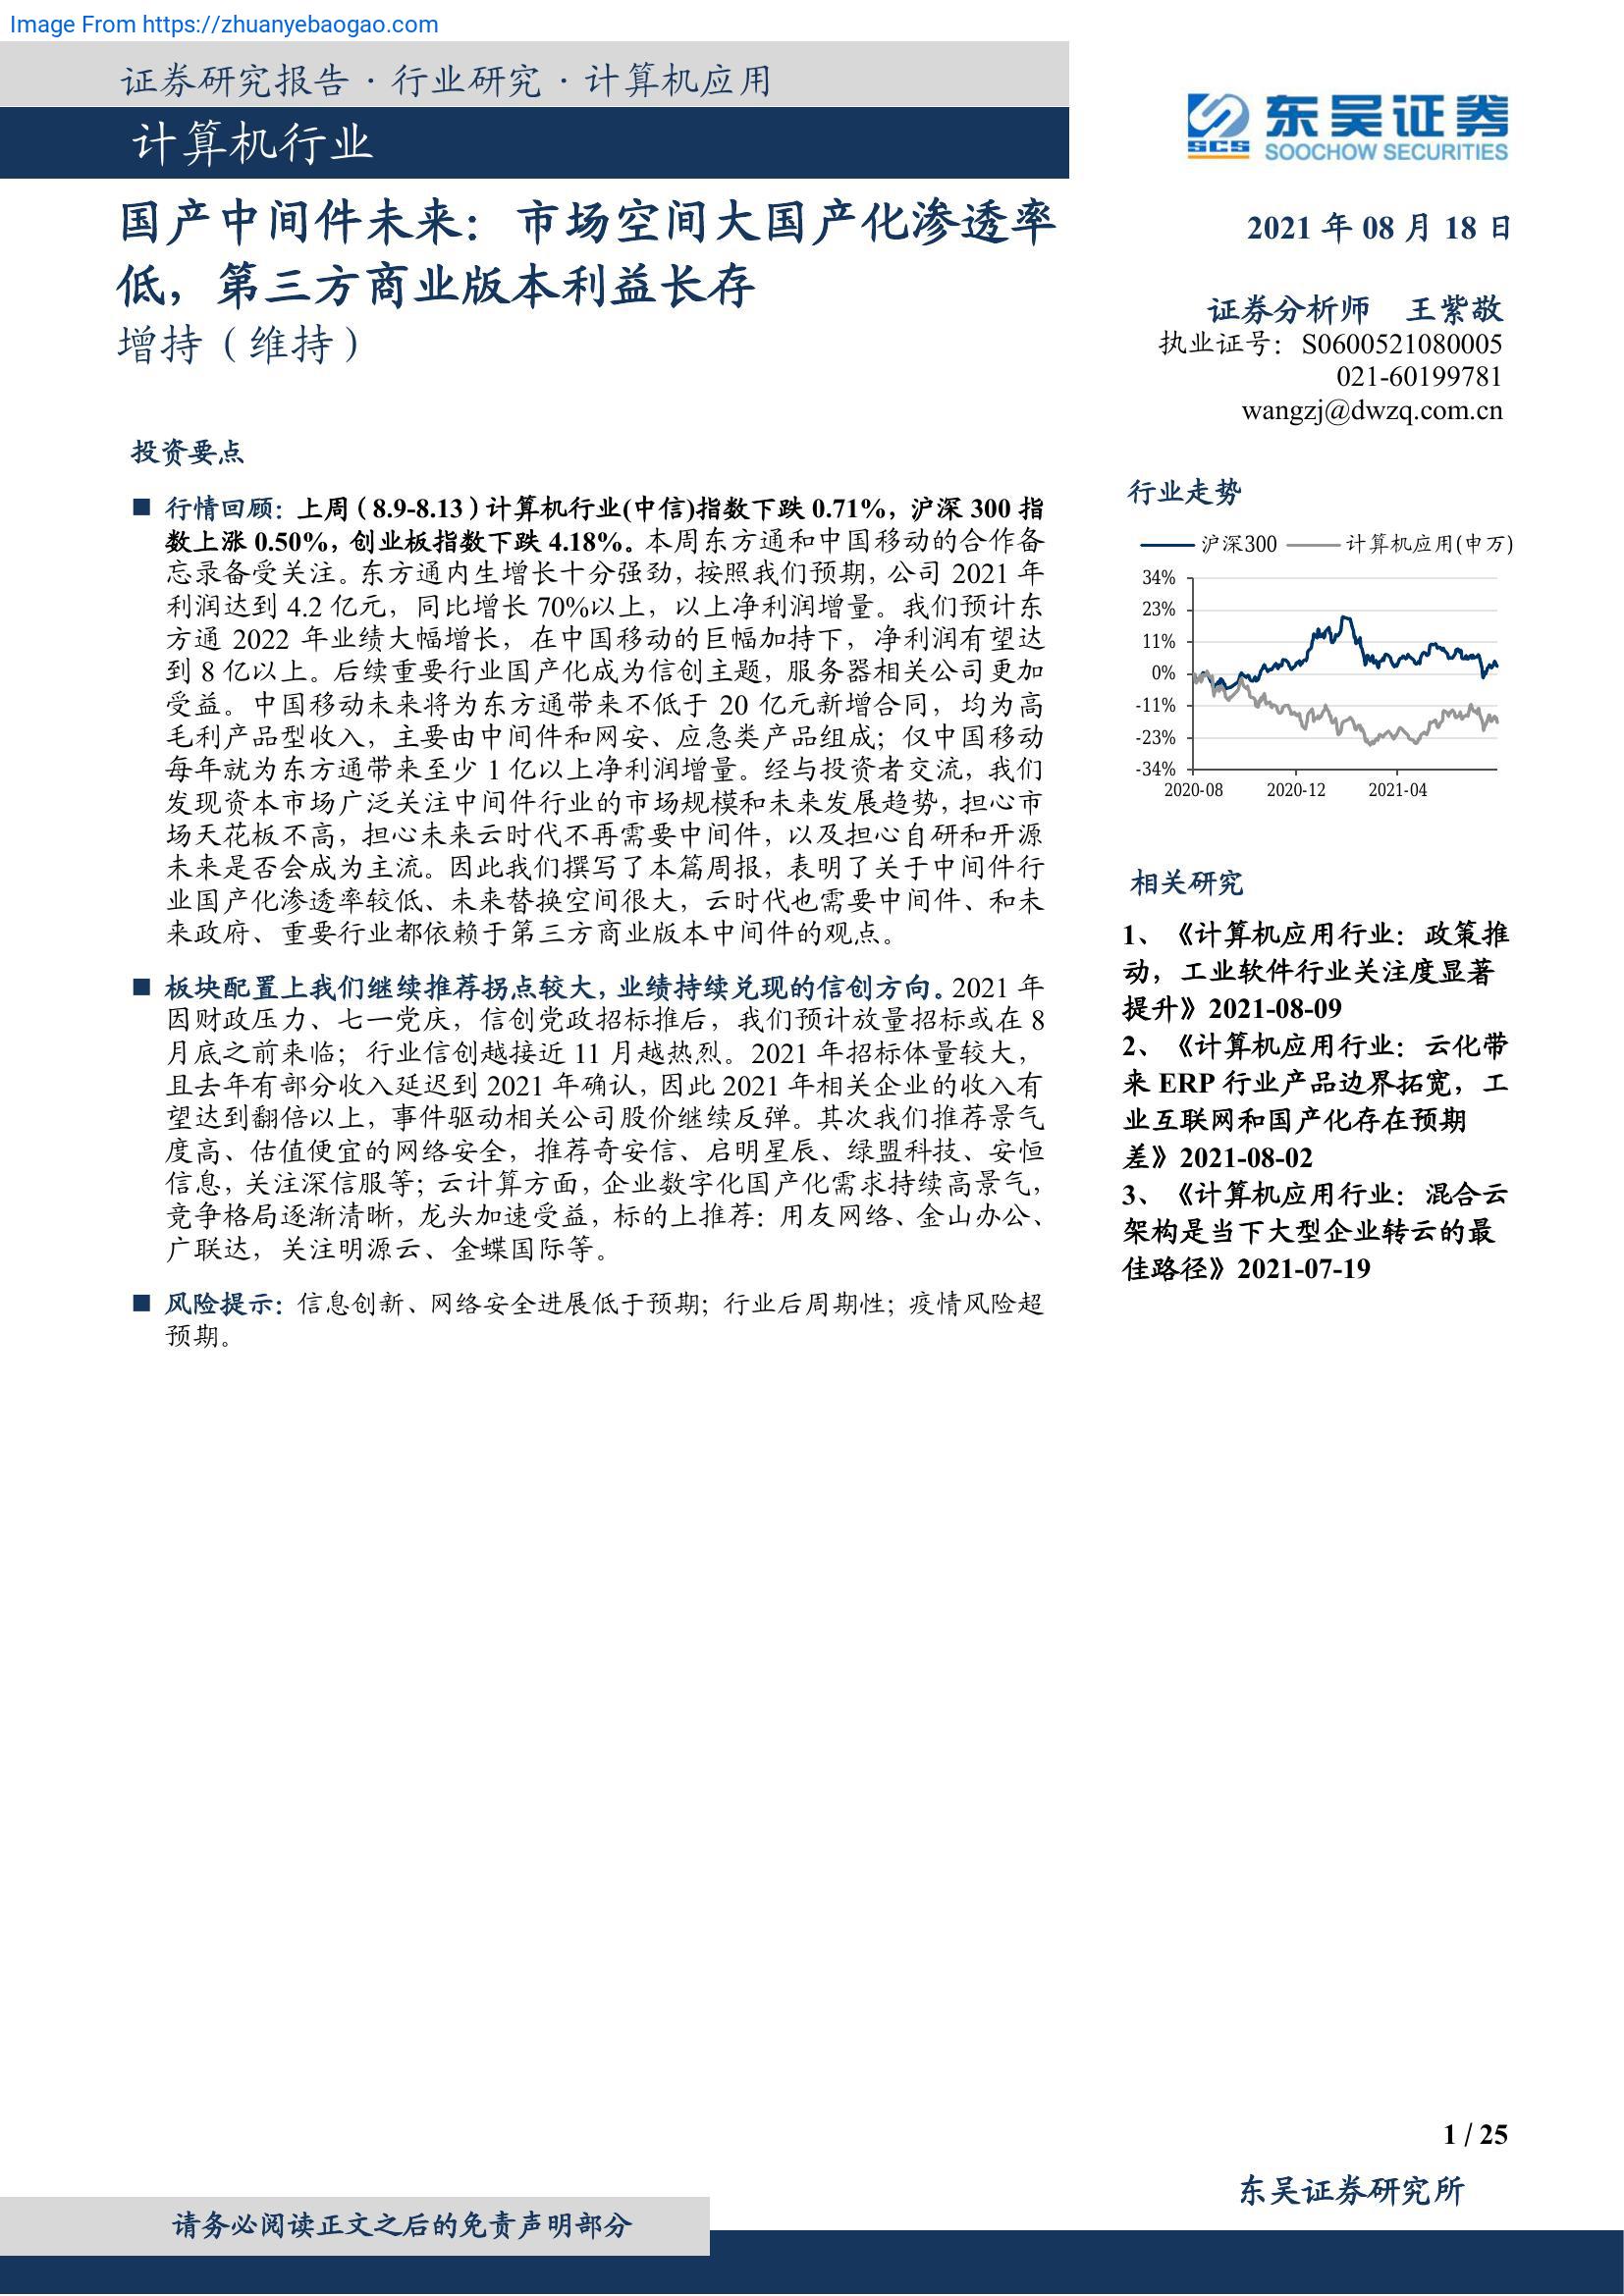 Image From https://zhuanyebaogao.com
证券研究报告·行业研究·计算机应用
计算机行业
国产中间件未来：市场空间大国产化渗透率
低，第三方商业版本利益长存
增持（维持）
投资要点
■ 行情回顾：上周（8.9-8.13）计算机行业(中信)指数下跌 0.71%，沪深 300 指
数上涨 0.50%，创业板指数下跌 4.18%。本周东方通和中国移动的合作备
忘录备受关注。东方通内生增长十分强劲，按照我们预期，公司 2021 年
利润达到 4.2 亿元，同比增长 70%以上，以上净利润增量。我们预计东
方通 2022 年业绩大幅增长，在中国移动的巨幅加持下，净利润有望达
到 8 亿以上。后续重要行业国产化成为信创主题，服务器相关公司更加
受益。中国移动未来将为东方通带来不低于 20 亿元新增合同，均为高
毛利产品型收入，主要由中间件和网安、应急类产品组成；仅中国移动
每年就为东方通带来至少 1 亿以上净利润增量。经与投资者交流，我们
发现资本市场广泛关注中间件行业的市场规模和未来发展趋势，担心市
场天花板不高，担心未来云时代不再需要中间件，以及担心自研和开源
未来是否会成为主流。因此我们撰写了本篇周报，表明了关于中间件行
业国产化渗透率较低、未来替换空间很大，云时代也需要中间件、和未
来政府、重要行业都依赖于第三方商业版本中间件的观点。
■ 板块配置上我们继续推荐拐点较大，业绩持续兑现的信创方向。2021 年
因财政压力、七一党庆，信创党政招标推后，我们预计放量招标或在 8
月底之前来临；行业信创越接近 11 月越热烈。2021 年招标体量较大，
且去年有部分收入延迟到 2021 年确认，因此 2021 年相关企业的收入有
望达到翻倍以上，事件驱动相关公司股价继续反弹。其次我们推荐景气
度高、估值便宜的网络安全，推荐奇安信、启明星辰、绿盟科技、安恒
信息，关注深信服等；云计算方面，企业数字化国产化需求持续高景气，
竞争格局逐渐清晰，龙头加速受益，标的上推荐：用友网络、金山办公、
广联达，关注明源云、金蝶国际等。
■ 风险提示：信息创新、网络安全进展低于预期；行业后周期性；疫情风险超
预期。
SCS 东吴证券
SOOCHOW SECURITIES
2021 年 08 月 18 日
证券分析师 王紫敬
执业证号：S0600521080005
021-60199781
wangzj@dwzq.com.cn
行业走势
沪深300 计算机应用(申万)
34%
23%
11%
0%
-11%
-23%
-34%
2020-08 2020-12 2021-04
相关研究
1、《计算机应用行业：政策推
动，工业软件行业关注度显著
提升》2021-08-09
2、《计算机应用行业：云化带
来 ERP 行业产品边界拓宽，工
业互联网和国产化存在预期
差》2021-08-02
3、《计算机应用行业：混合云
架构是当下大型企业转云的最
佳路径》2021-07-19
1 / 25
东吴证券研究所
请务必阅读正文之后的免责声明部分